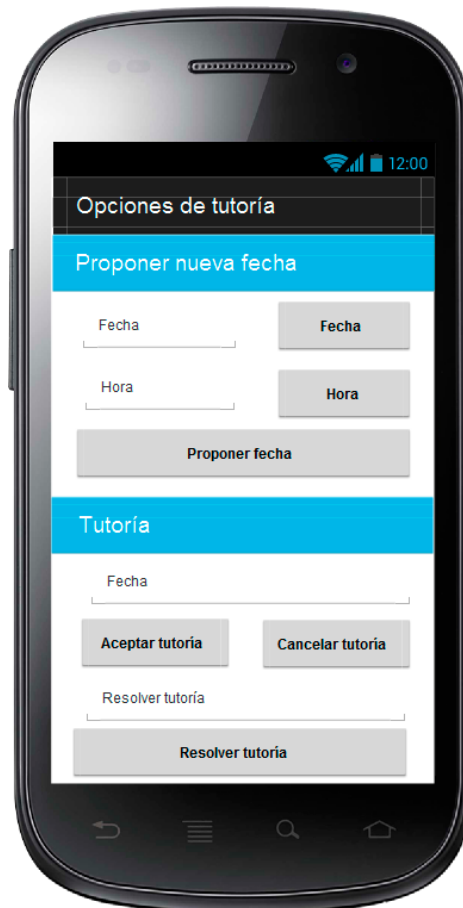 12:00
Opciones de tutoría
Proponer nueva fecha
Fecha Fecha
Hora Hora
Proponer fecha
Tutoría
Fecha
Aceptar tutoria Cancelar tutoria
Resolver tutoría
Resolver tutoria